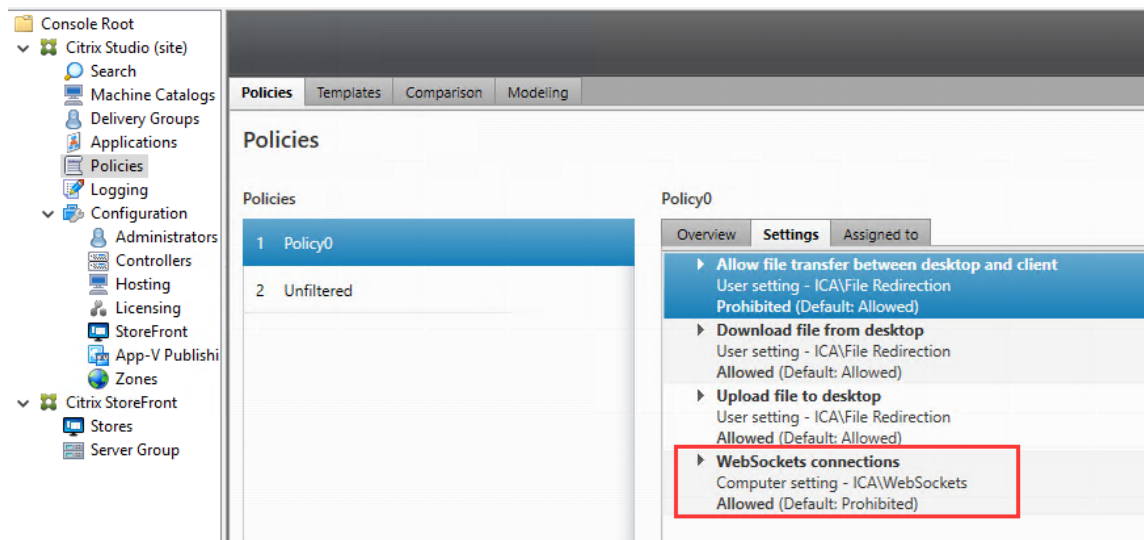 Console Root
Citrix Studio (site)
Search
Machine Catalogs
Delivery Groups
Applications
Policies
Logging
Configuration
Administrators
Controllers
Hosting
Licensing
StoreFront
App-V Publishi
Zones
Citrix StoreFront
Stores
Server Group
Policies
Templates
Comparison
Modeling
Policies
Policies
1 Policy0
2 Unfiltered
Policy0
Overview
Settings
Assigned to
Allow file transfer between desktop and client
User setting - ICA\File Redirection
Prohibited (Default: Allowed)
Download file from desktop
User setting - ICA\File Redirection
Allowed (Default: Allowed)
Upload file to desktop
User setting - ICA\File Redirection
Allowed (Default: Allowed)
WebSockets connections
Computer setting - ICA\WebSockets
Allowed (Default: Prohibited)